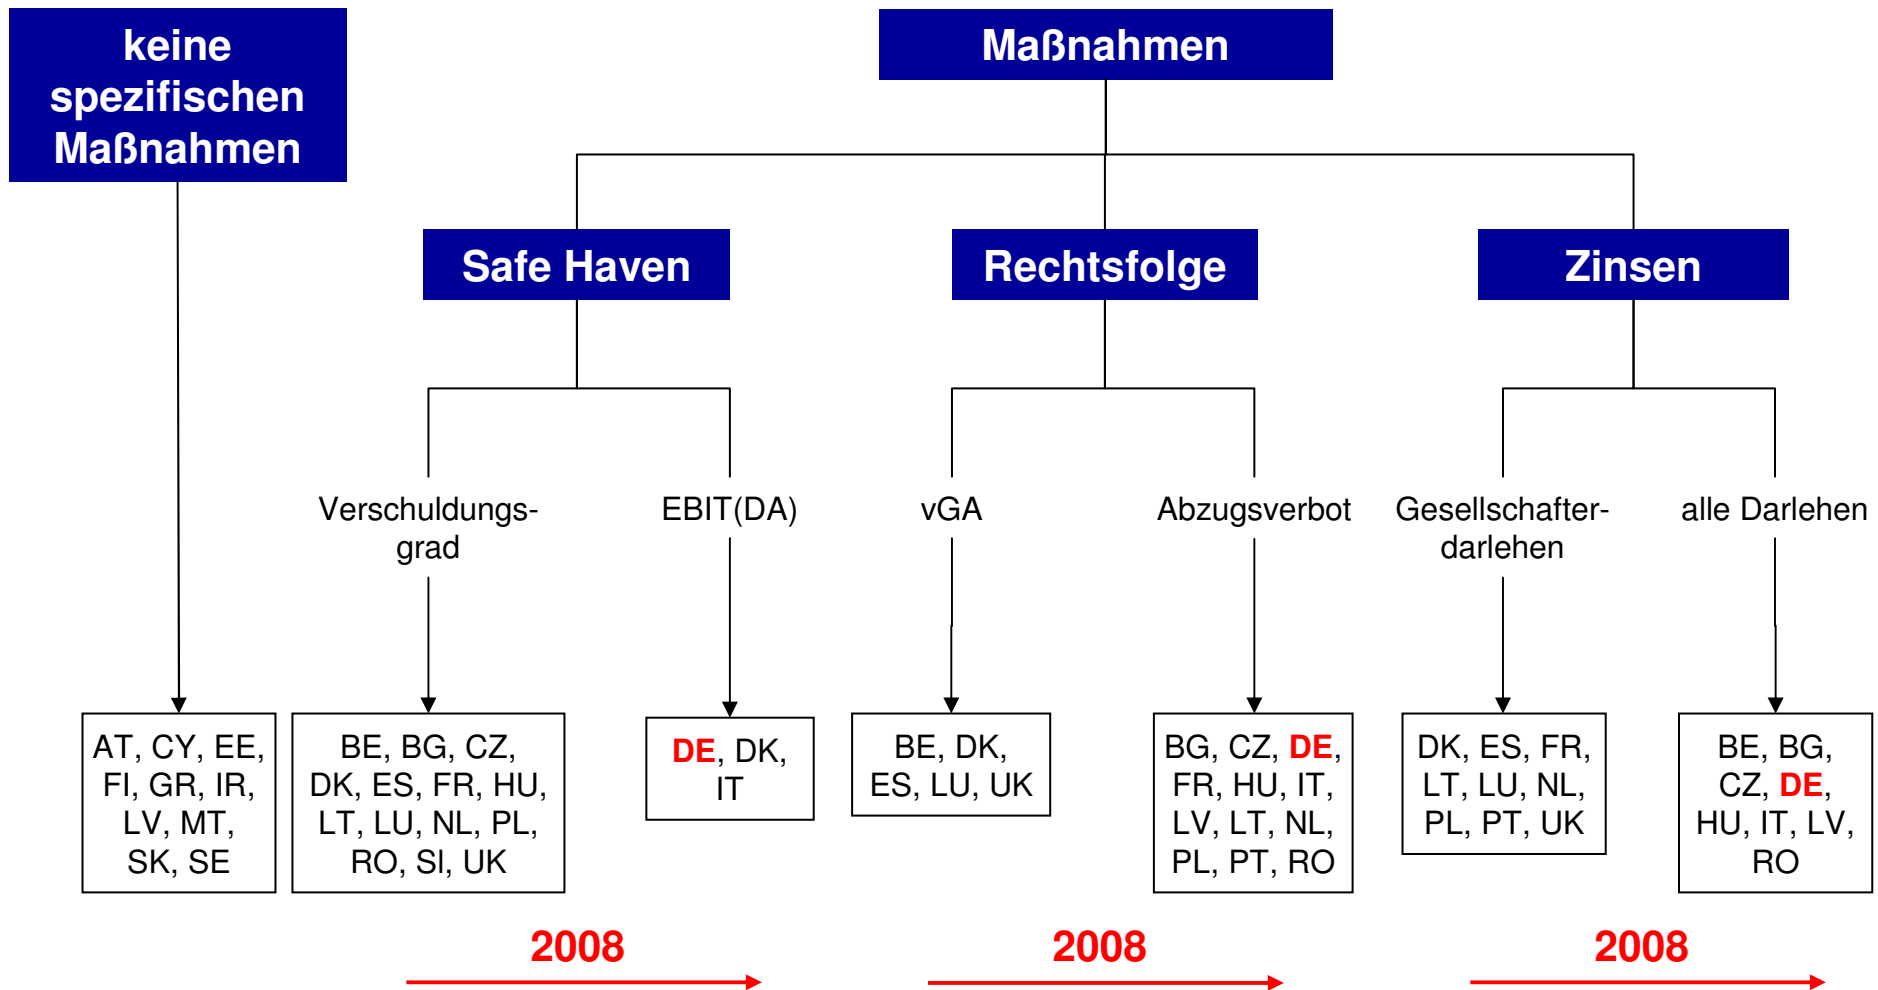 keine
spezifischen
Maßnahmen
Maßnahmen
Safe Haven
Rechtsfolge
Zinsen
Verschuldungs-
grad
EBIT(DA)
vGA
Abzugsverbot
Gesellschafter-
darlehen
alle Darlehen
AT, CY, EE,
FI, GR, IR,
LV, MT,
SK, SE
BE, BG, CZ,
DK, ES, FR, HU,
LT, LU, NL, PL,
RO, SI, UK
DE, DK,
IT
BE, DK,
ES, LU, UK
BG, CZ, DE,
FR, HU, IT,
LV, LT, NL,
PL, PT, RO
DK, ES, FR,
LT, LU, NL,
PL, PT, UK
BE, BG,
CZ, DE,
HU, IT, LV,
RO
2008
2008
2008